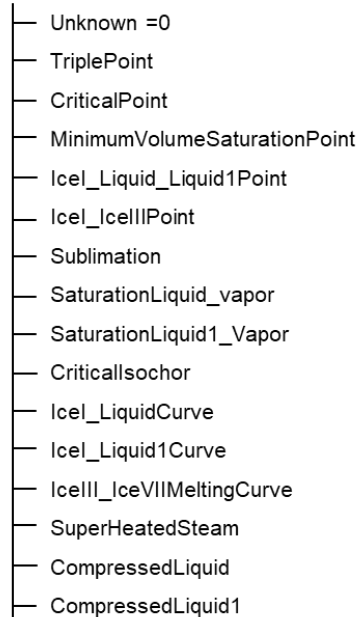 Unknown =0
TriplePoint
CriticalPoint
MinimumVolumeSaturationPoint
IceI_Liquid_Liquid1Point
IceI_IceIIIPoint
Sublimation
SaturationLiquid_vapor
SaturationLiquid1_Vapor
CriticalIsochor
IceI_LiquidCurve
IceI_Liquid1Curve
IceIII_IceVIIMeltingCurve
SuperHeatedSteam
CompressedLiquid
CompressedLiquid1